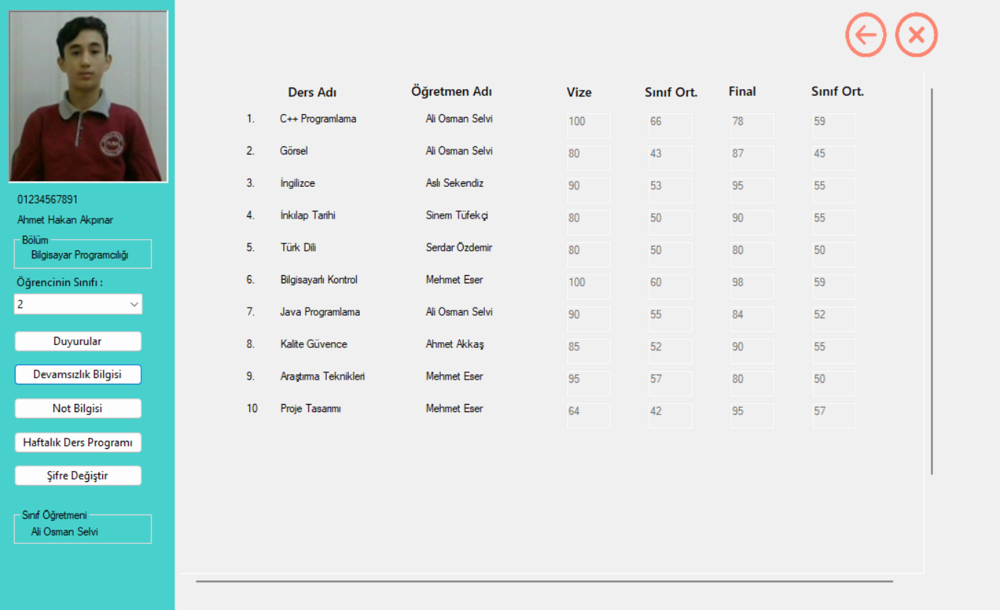 01234567891
Ahmet Hakan Akpınar
Bölüm
Bilgisayar Programcılığı
Öğrencinin Sınıfı :
2
Duyurular
Devamsızlık Bilgisi
Not Bilgisi
Haftalık Ders Programı
Şifre Değiştir
Sınıf Öğretmeni
Ali Osman Selvi
Ders Adı Öğretmen Adı Vize Sınıf Ort. Final Sınıf Ort.
1. C++ Programlama Ali Osman Selvi 100 66 78 59
2. Görsel Ali Osman Selvi 80 43 87 45
3. İngilizce Aslı Sekendiz 90 53 95 55
4. İnkılap Tarihi Sinem Tüfekçi 80 50 90 55
5. Türk Dili Serdar Özdemir 80 50 80 50
6. Bilgisayarlı Kontrol Mehmet Eser 100 60 98 59
7. Java Programlama Ali Osman Selvi 90 55 84 52
8. Kalite Güvence Ahmet Akkaş 85 52 90 55
9. Araştırma Teknikleri Mehmet Eser 95 57 80 50
10 Proje Tasarımı Mehmet Eser 64 42 95 57